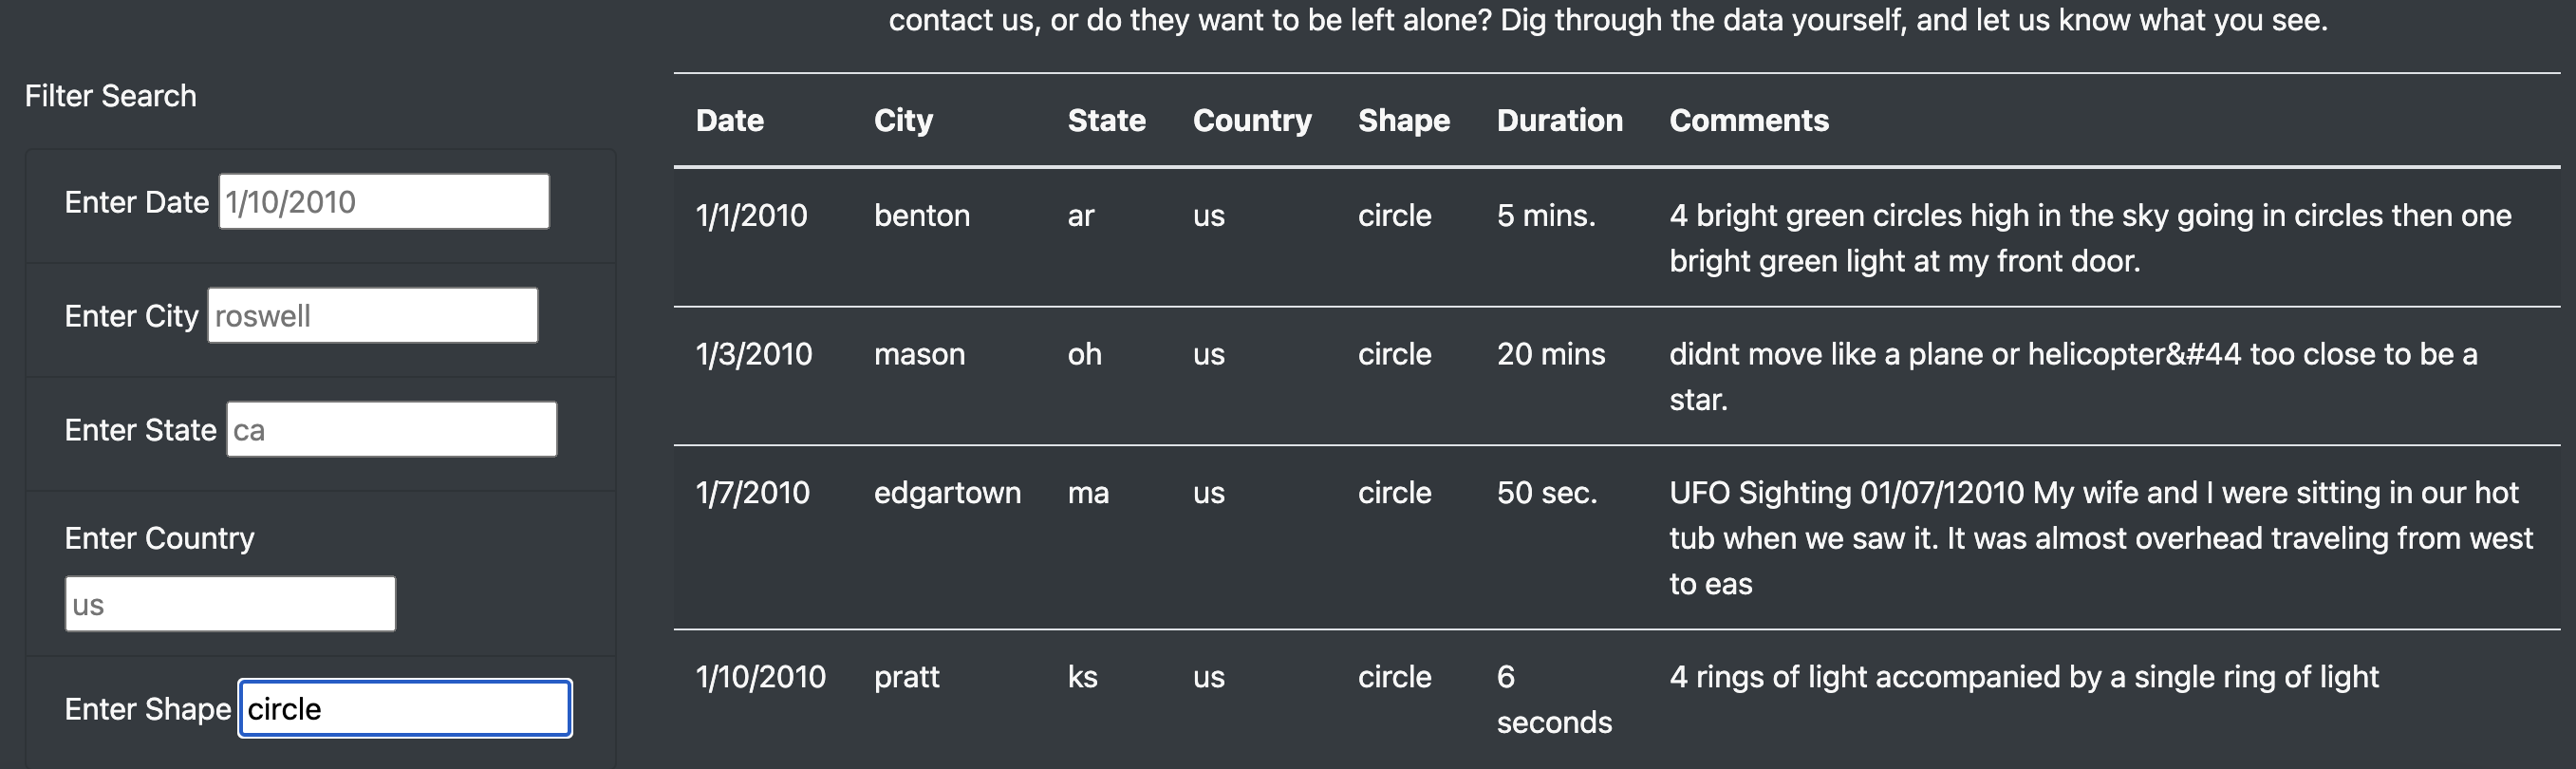 contact us, or do they want to be left alone? Dig through the data yourself, and let us know what you see.
Filter Search
Enter Date 1/10/2010
Enter City roswell
Enter State ca
Enter Country
us
Enter Shape circle
Date City State Country Shape Duration Comments
1/1/2010 benton ar us circle 5 mins. 4 bright green circles high in the sky going in circles then one
bright green light at my front door.
1/3/2010 mason oh us circle 20 mins didnt move like a plane or helicopter&#44 too close to be a
star.
1/7/2010 edgartown ma us circle 50 sec. UFO Sighting 01/07/12010 My wife and I were sitting in our hot
tub when we saw it. It was almost overhead traveling from west
to eas
1/10/2010 pratt ks us circle 6 4 rings of light accompanied by a single ring of light
seconds